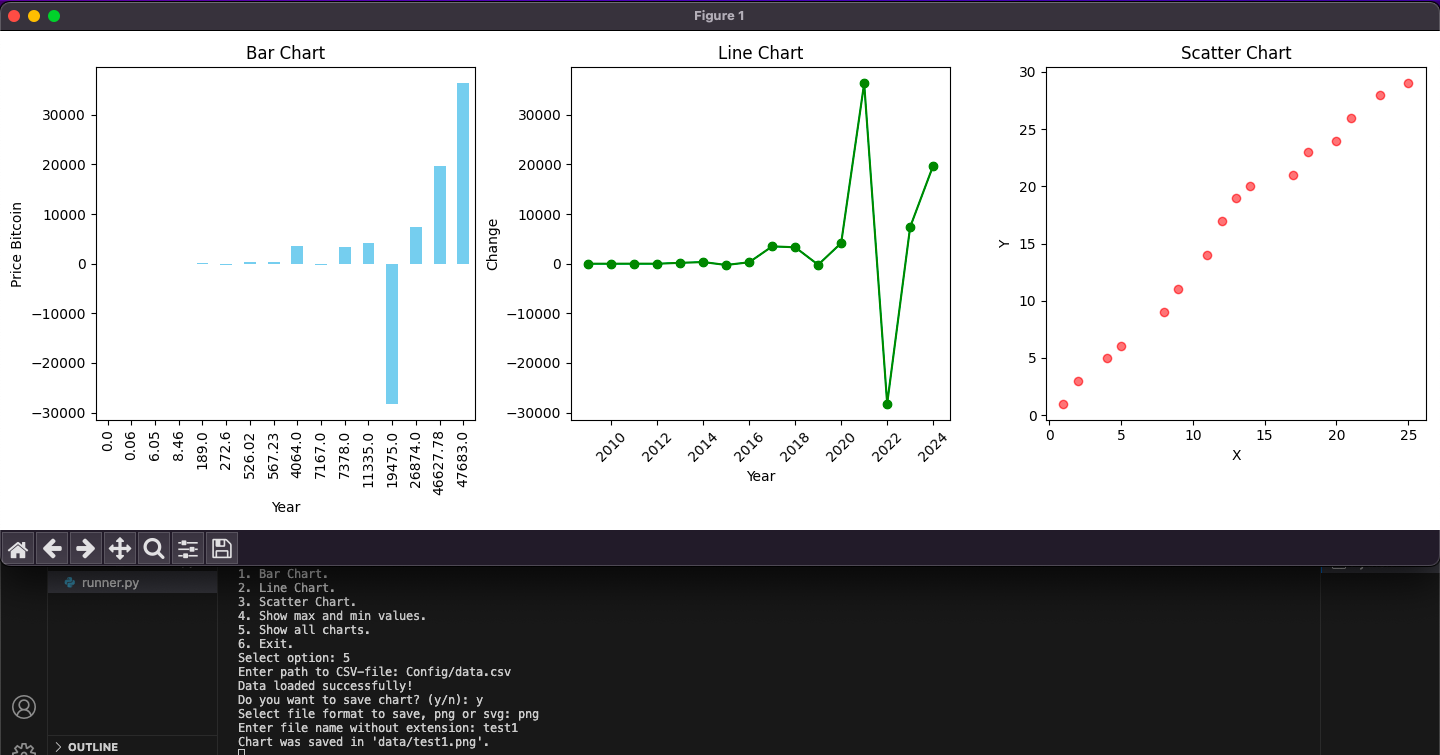 Figure 1
Bar Chart
Price Bitcoin
30000
20000
10000
0
−10000
−20000
−30000
0.0
0.06
6.05
8.46
189.0
272.6
526.02
567.23
4064.0
7167.0
7378.0
11335.0
19475.0
26874.0
46627.78
47683.0
Year
Line Chart
Change
30000
20000
10000
0
−10000
−20000
−30000
2010
2012
2014
2016
2018
2020
2022
2024
Year
Scatter Chart
Y
30
25
20
15
10
5
0
0
5
10
15
20
25
X
runner.py
OUTLINE
1. Bar Chart.
2. Line Chart.
3. Scatter Chart.
4. Show max and min values.
5. Show all charts.
6. Exit.
Select option: 5
Enter path to CSV-file: Config/data.csv
Data loaded successfully!
Do you want to save chart? (y/n): y
Select file format to save, png or svg: png
Enter file name without extension: test1
Chart was saved in 'data/test1.png'.